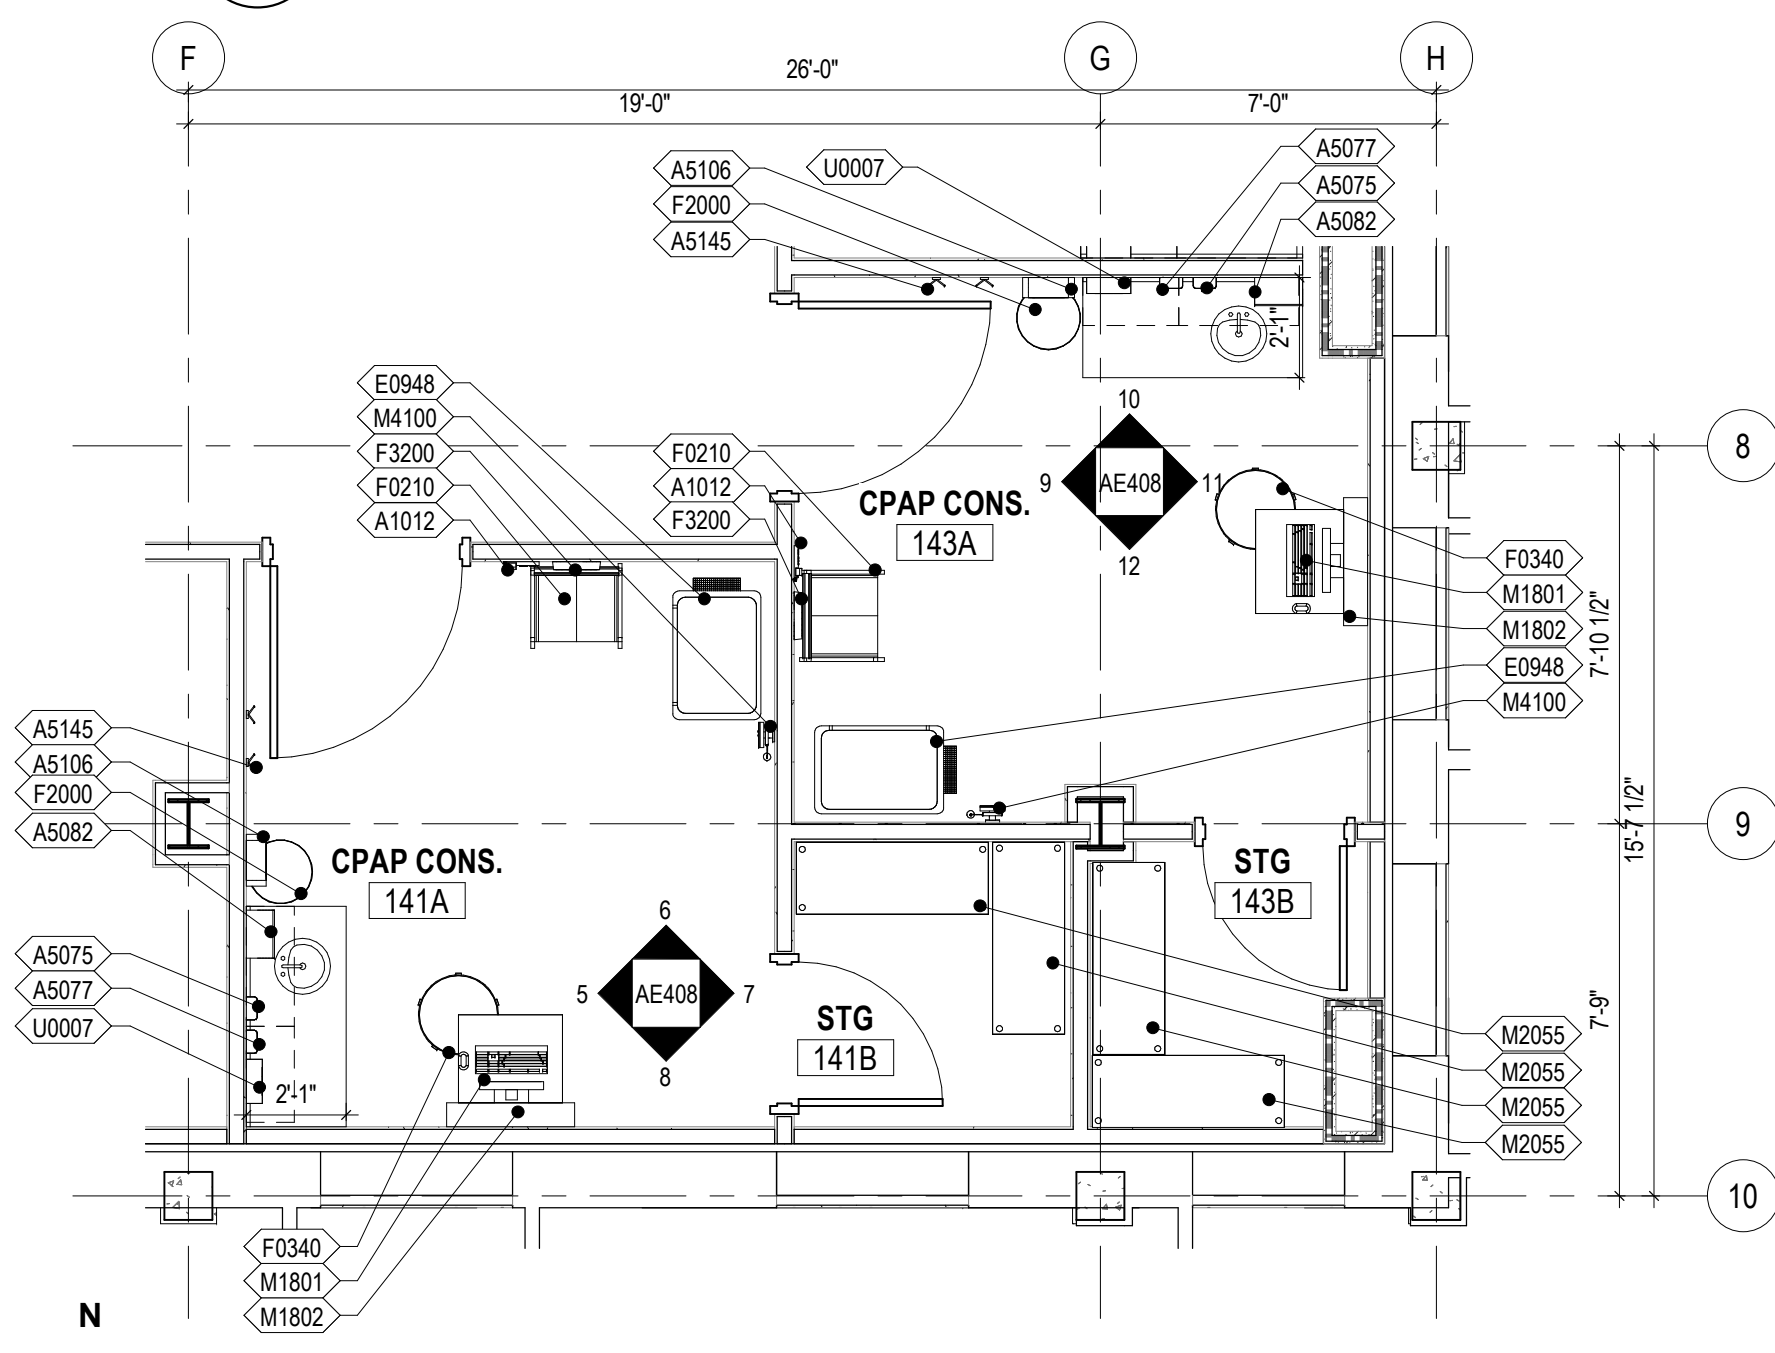 F
G
H
26'-0"
19'-0"
7'-0"
A5106
F2000
A5145
U0007
A5077
A5075
A5082
2'-1"
E0948
M4100
F3200
F0210
A1012
F0210
A1012
F3200
CPAP CONS.
143A
10
9
AE408
11
12
8
F0340
M1801
M1802
E0948
M4100
7'-10 1/2"
15'-7 1/2"
7'-9"
A5145
A5106
F2000
A5082
A5075
A5077
U0007
CPAP CONS.
141A
2'-1"
6
5
AE408
7
8
STG
141B
STG
143B
9
M2055
M2055
M2055
M2055
10
F0340
M1801
M1802
N